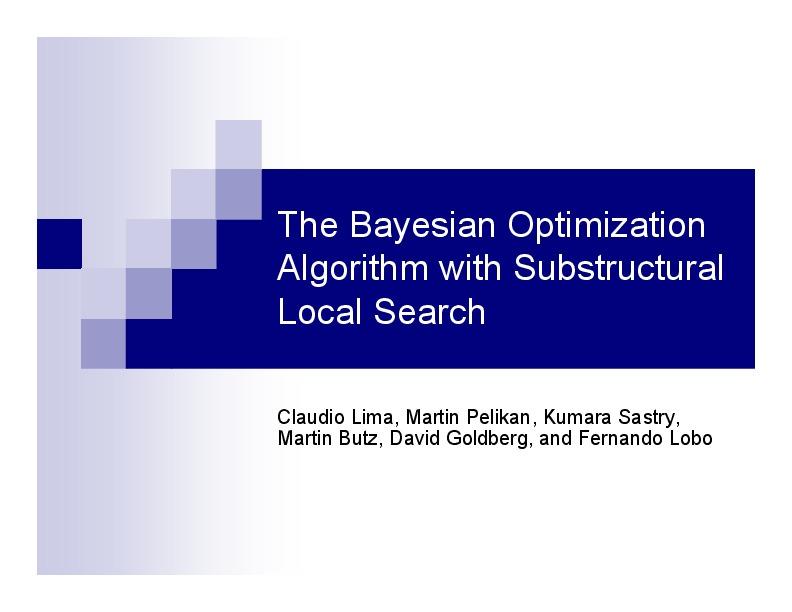 The Bayesian Optimization
Algorithm with Substructural
Local Search
Claudio Lima, Martin Pelikan, Kumara Sastry,
Martin Butz, David Goldberg, and Fernando Lobo